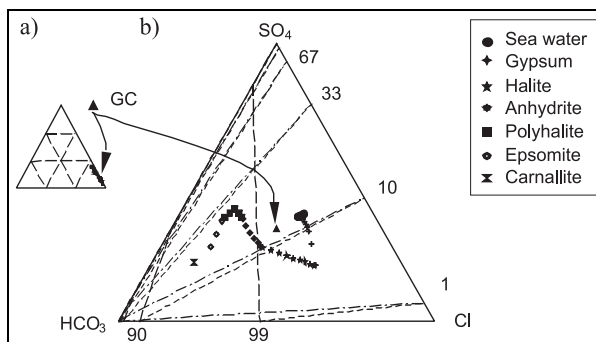 a)
b)
SO₄
67
33
10
1
GC
HCO₃
90
99
Cl
Sea water
Gypsum
Halite
Anhydrite
Polyhalite
Epsomite
Carnallite